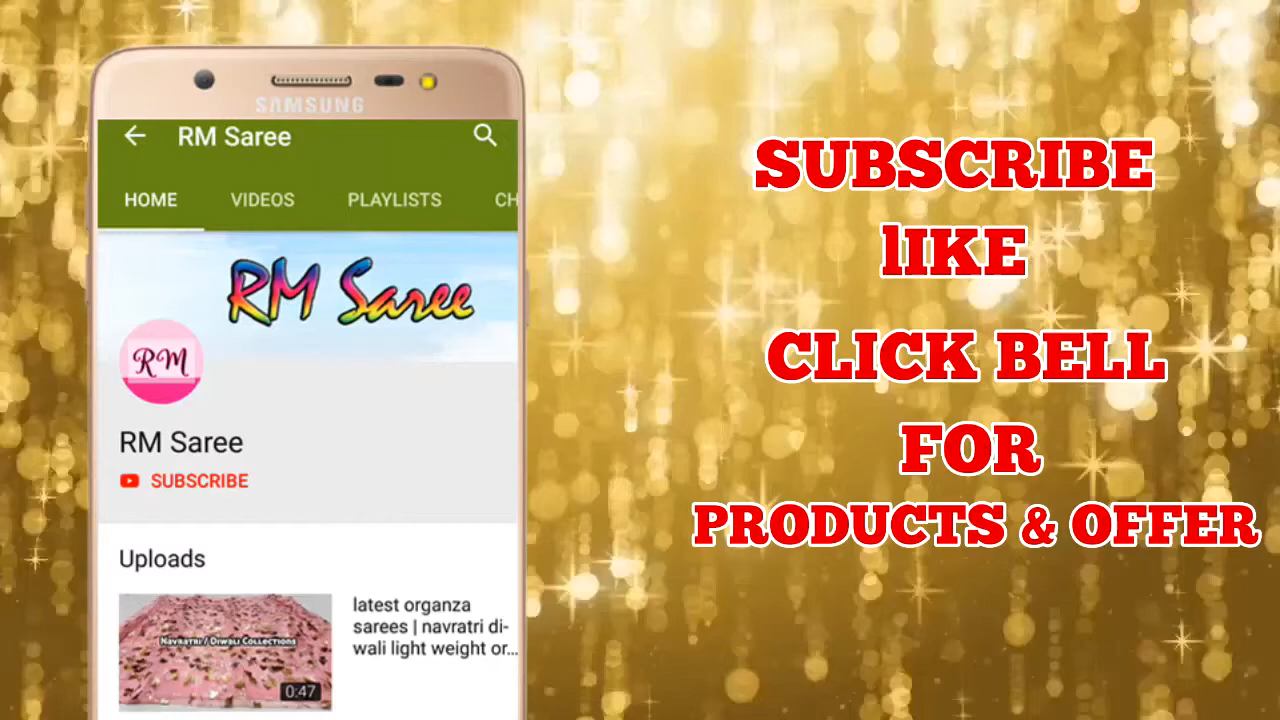 SAMSUNG
RM Saree
HOME VIDEOS PLAYLISTS CH
RM Saree
RM
RM Saree
SUBSCRIBE
Uploads
NAVRATRI / DIWALI COLLECTIONS
0:47
latest organza
sarees | navratri di-
wali light weight or...
SUBSCRIBE
lIKE
CLICK BELL
FOR
PRODUCTS & OFFER